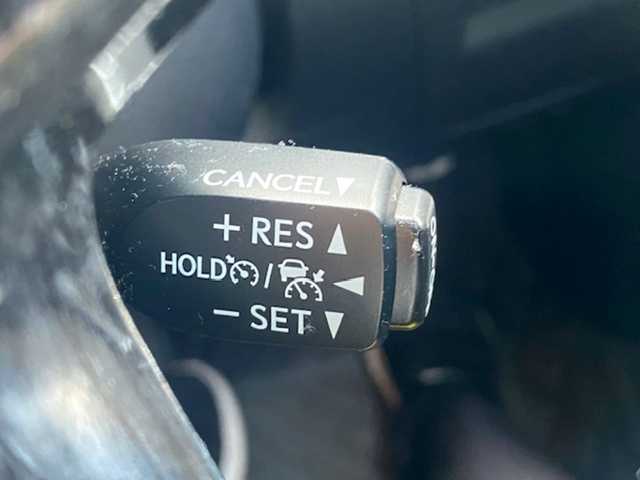 CANCEL▼
+ RES ▲
HOLD / ◀
- SET ▼